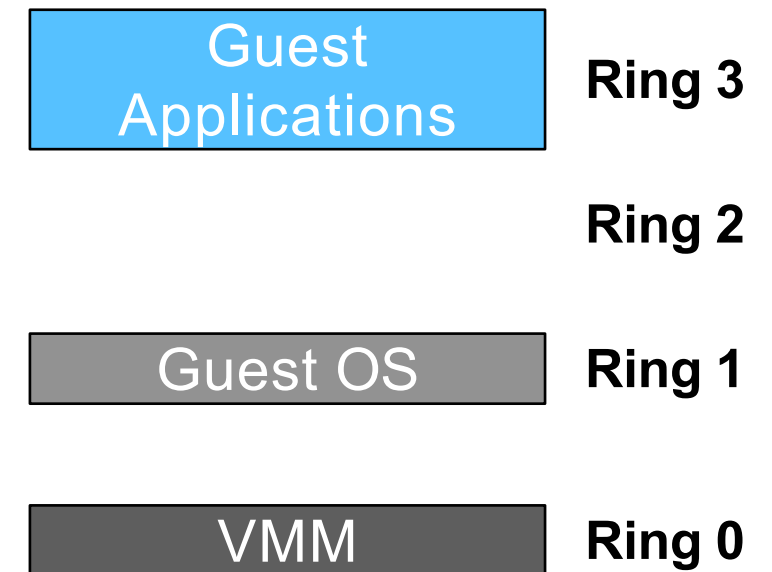 Guest
Applications
Ring 3
Ring 2
Guest OS
Ring 1
VMM
Ring 0